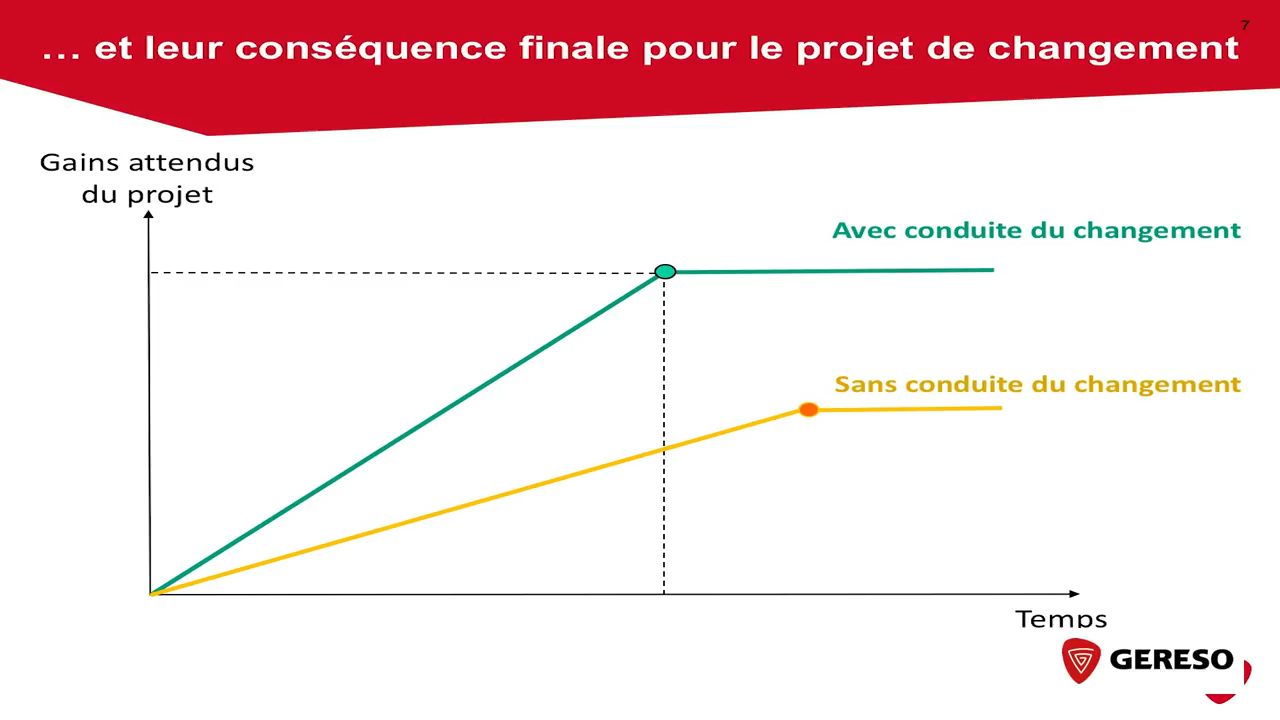 7
… et leur conséquence finale pour le projet de changement
Gains attendus
du projet
Avec conduite du changement
Sans conduite du changement
Temps
GERESO